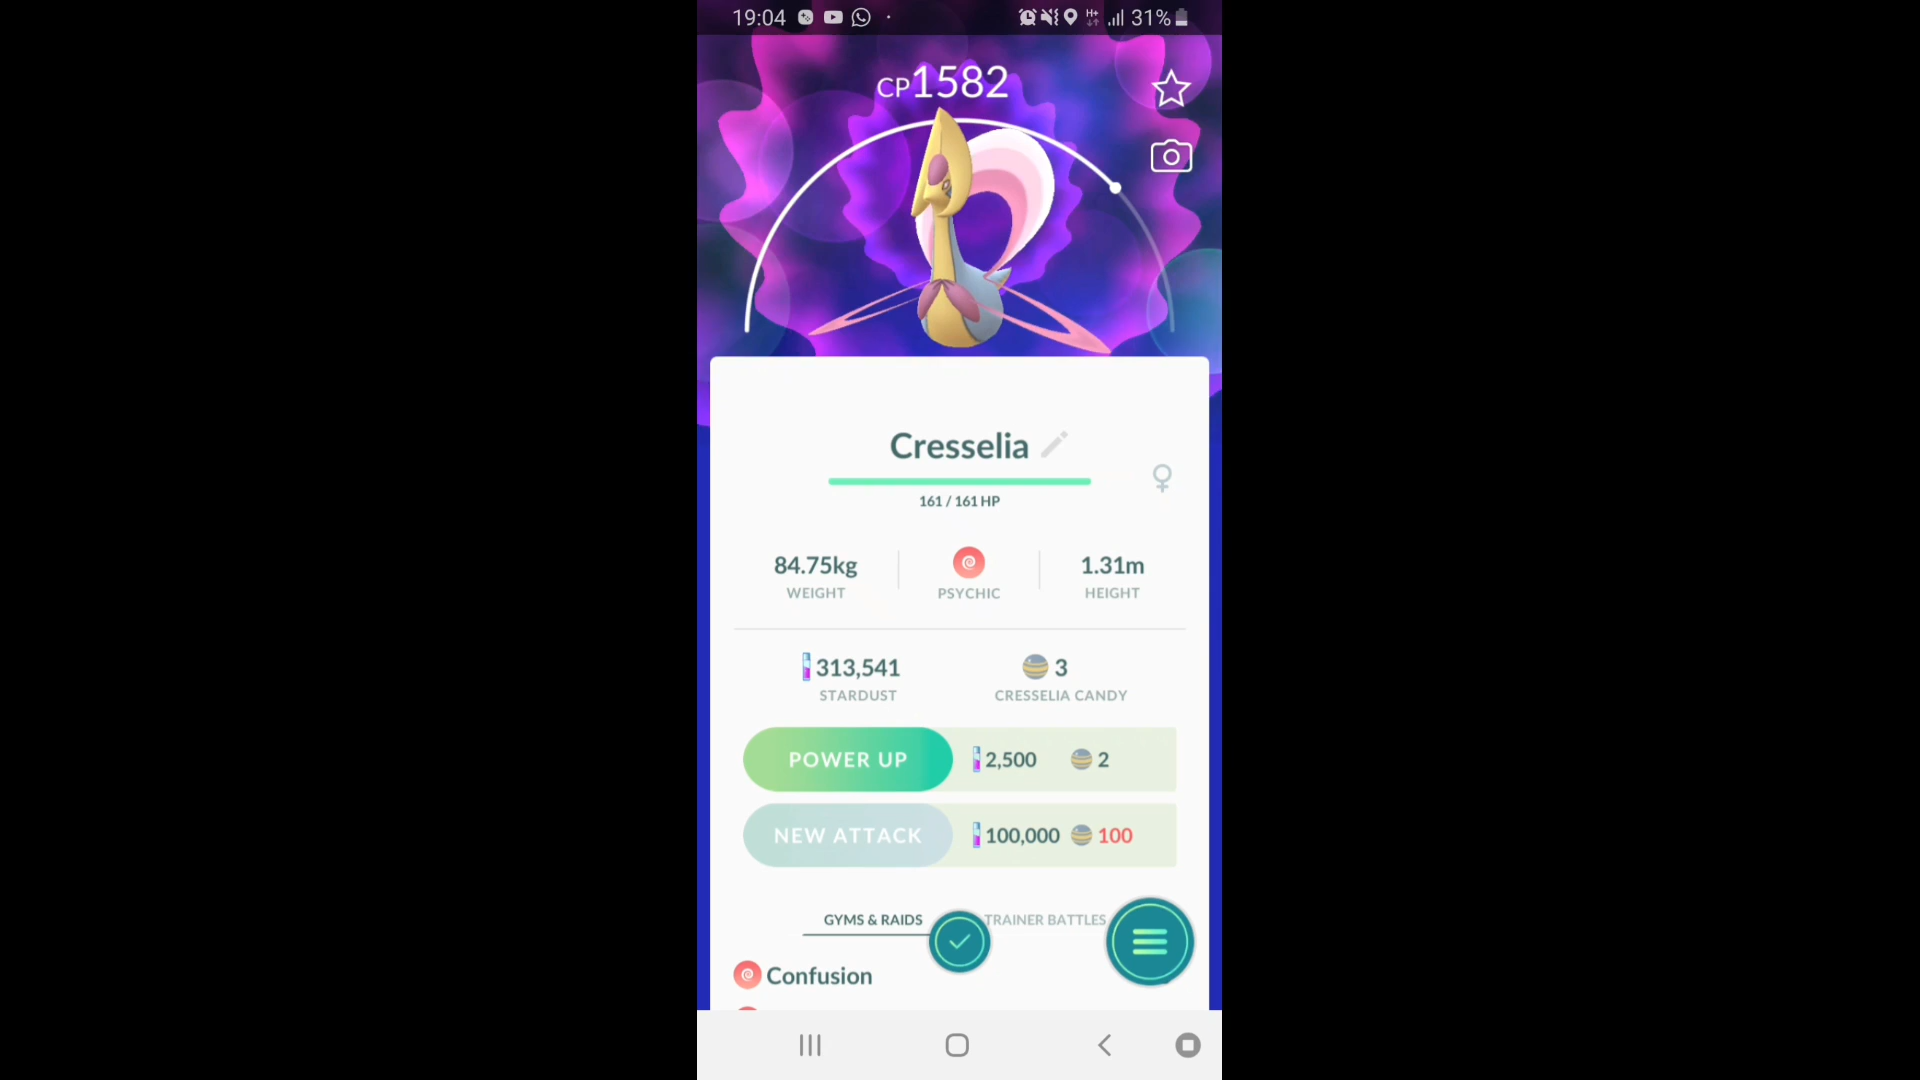 19:04 H+ 31%
CP1582
Cresselia
161 / 161 HP
84.75kg 1.31m
WEIGHT PSYCHIC HEIGHT
313,541 3
STARDUST CRESSELIA CANDY
POWER UP 2,500 2
NEW ATTACK 100,000 100
GYMS & RAIDS TRAINER BATTLES
Confusion